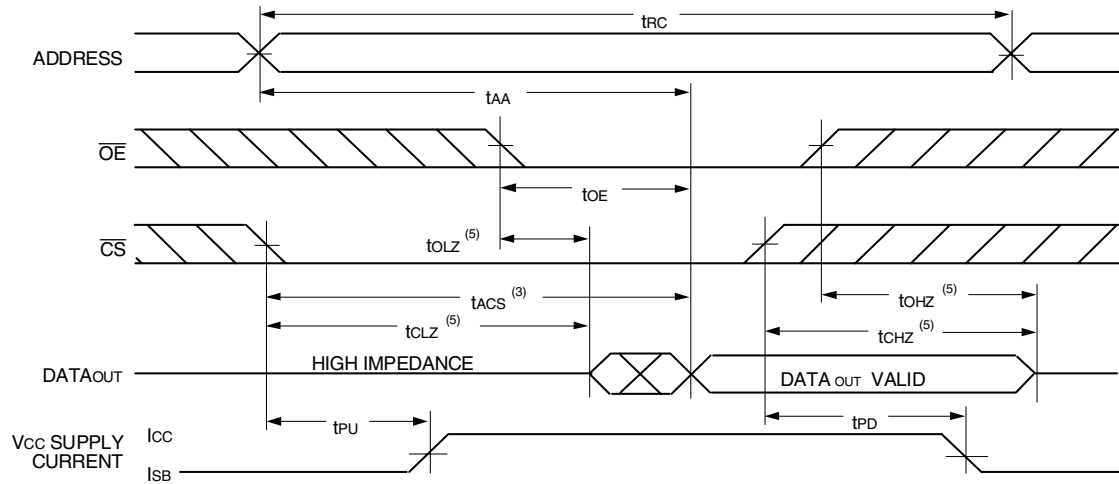 tRC
ADDRESS
tAA
OE
tOE
CS
tOLZ (5)
tACS (3)
tOHZ (5)
tCLZ (5)
tCHZ (5)
HIGH IMPEDANCE
DATAOUT
DATA OUT VALID
tPU
tPD
VCC SUPPLY
CURRENT
ICC
ISB